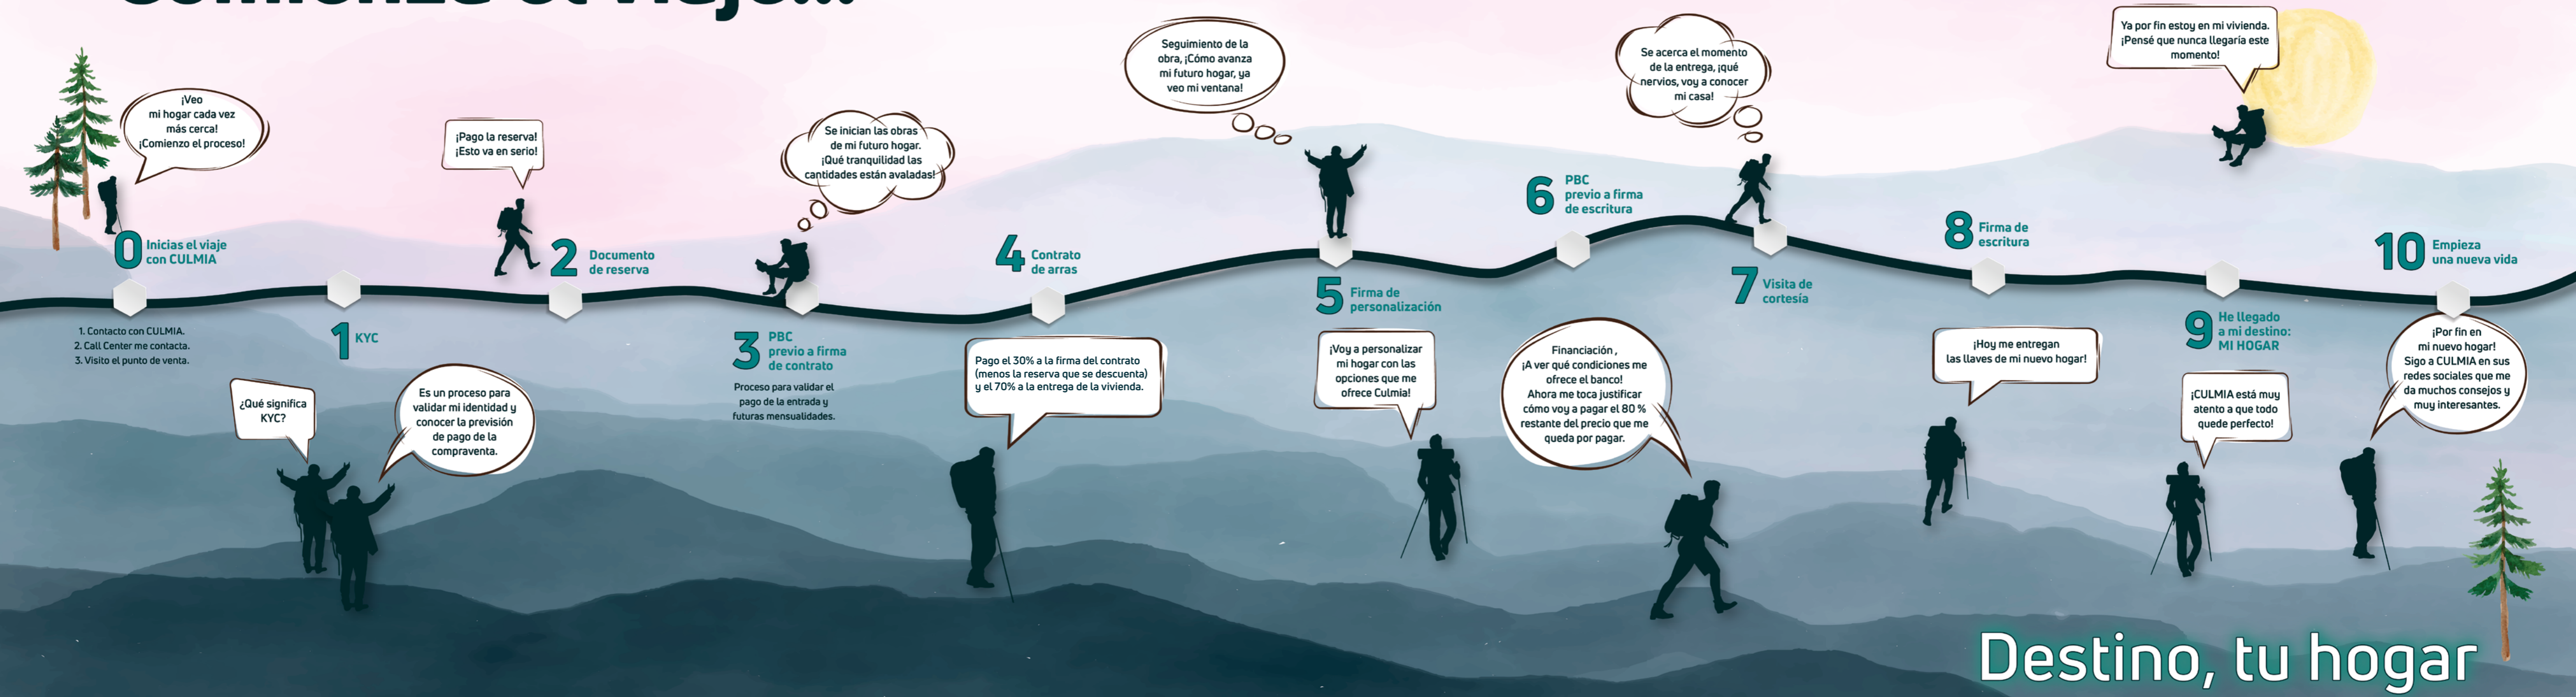 Comienza el viaje...
¡Veo
mi hogar cada vez
más cerca!
¡Comienzo el proceso!
0 Inicias el viaje
con CULMIA
1. Contacto con CULMIA.
2. Call Center me contacta.
3. Visito el punto de venta.
1 KYC
¿Qué significa
KYC?
Es un proceso para
validar mi identidad y
conocer la previsión
de pago de la
compraventa.
¡Pago la reserva!
¡Esto va en serio!
2 Documento
de reserva
Se inician las obras
de mi futuro hogar.
¡Qué tranquilidad las
cantidades están avaladas!
3 PBC
previo a firma
de contrato
Proceso para validar el
pago de la entrada y
futuras mensualidades.
4 Contrato
de arras
Pago el 30% a la firma del contrato
(menos la reserva que se descuenta)
y el 70% a la entrega de la vivienda.
Seguimiento de la
obra, ¡Cómo avanza
mi futuro hogar, ya
veo mi ventana!
5 Firma de
personalización
¡Voy a personalizar
mi hogar con las
opciones que me
ofrece Culmia!
6 PBC
previo a firma
de escritura
Financiación ,
¡A ver qué condiciones me
ofrece el banco!
Ahora me toca justificar
cómo voy a pagar el 80 %
restante del precio que me
queda por pagar.
Se acerca el momento
de la entrega, ¡qué
nervios, voy a conocer
mi casa!
7 Visita de
cortesía
8 Firma de
escritura
¡Hoy me entregan
las llaves de mi nuevo hogar!
Ya por fin estoy en mi vivienda.
¡Pensé que nunca llegaría este
momento!
9 He llegado
a mi destino:
MI HOGAR
¡CULMIA está muy
atento a que todo
quede perfecto!
10 Empieza
una nueva vida
¡Por fin en
mi nuevo hogar!
Sigo a CULMIA en sus
redes sociales que me
da muchos consejos y
muy interesantes.
Destino, tu hogar